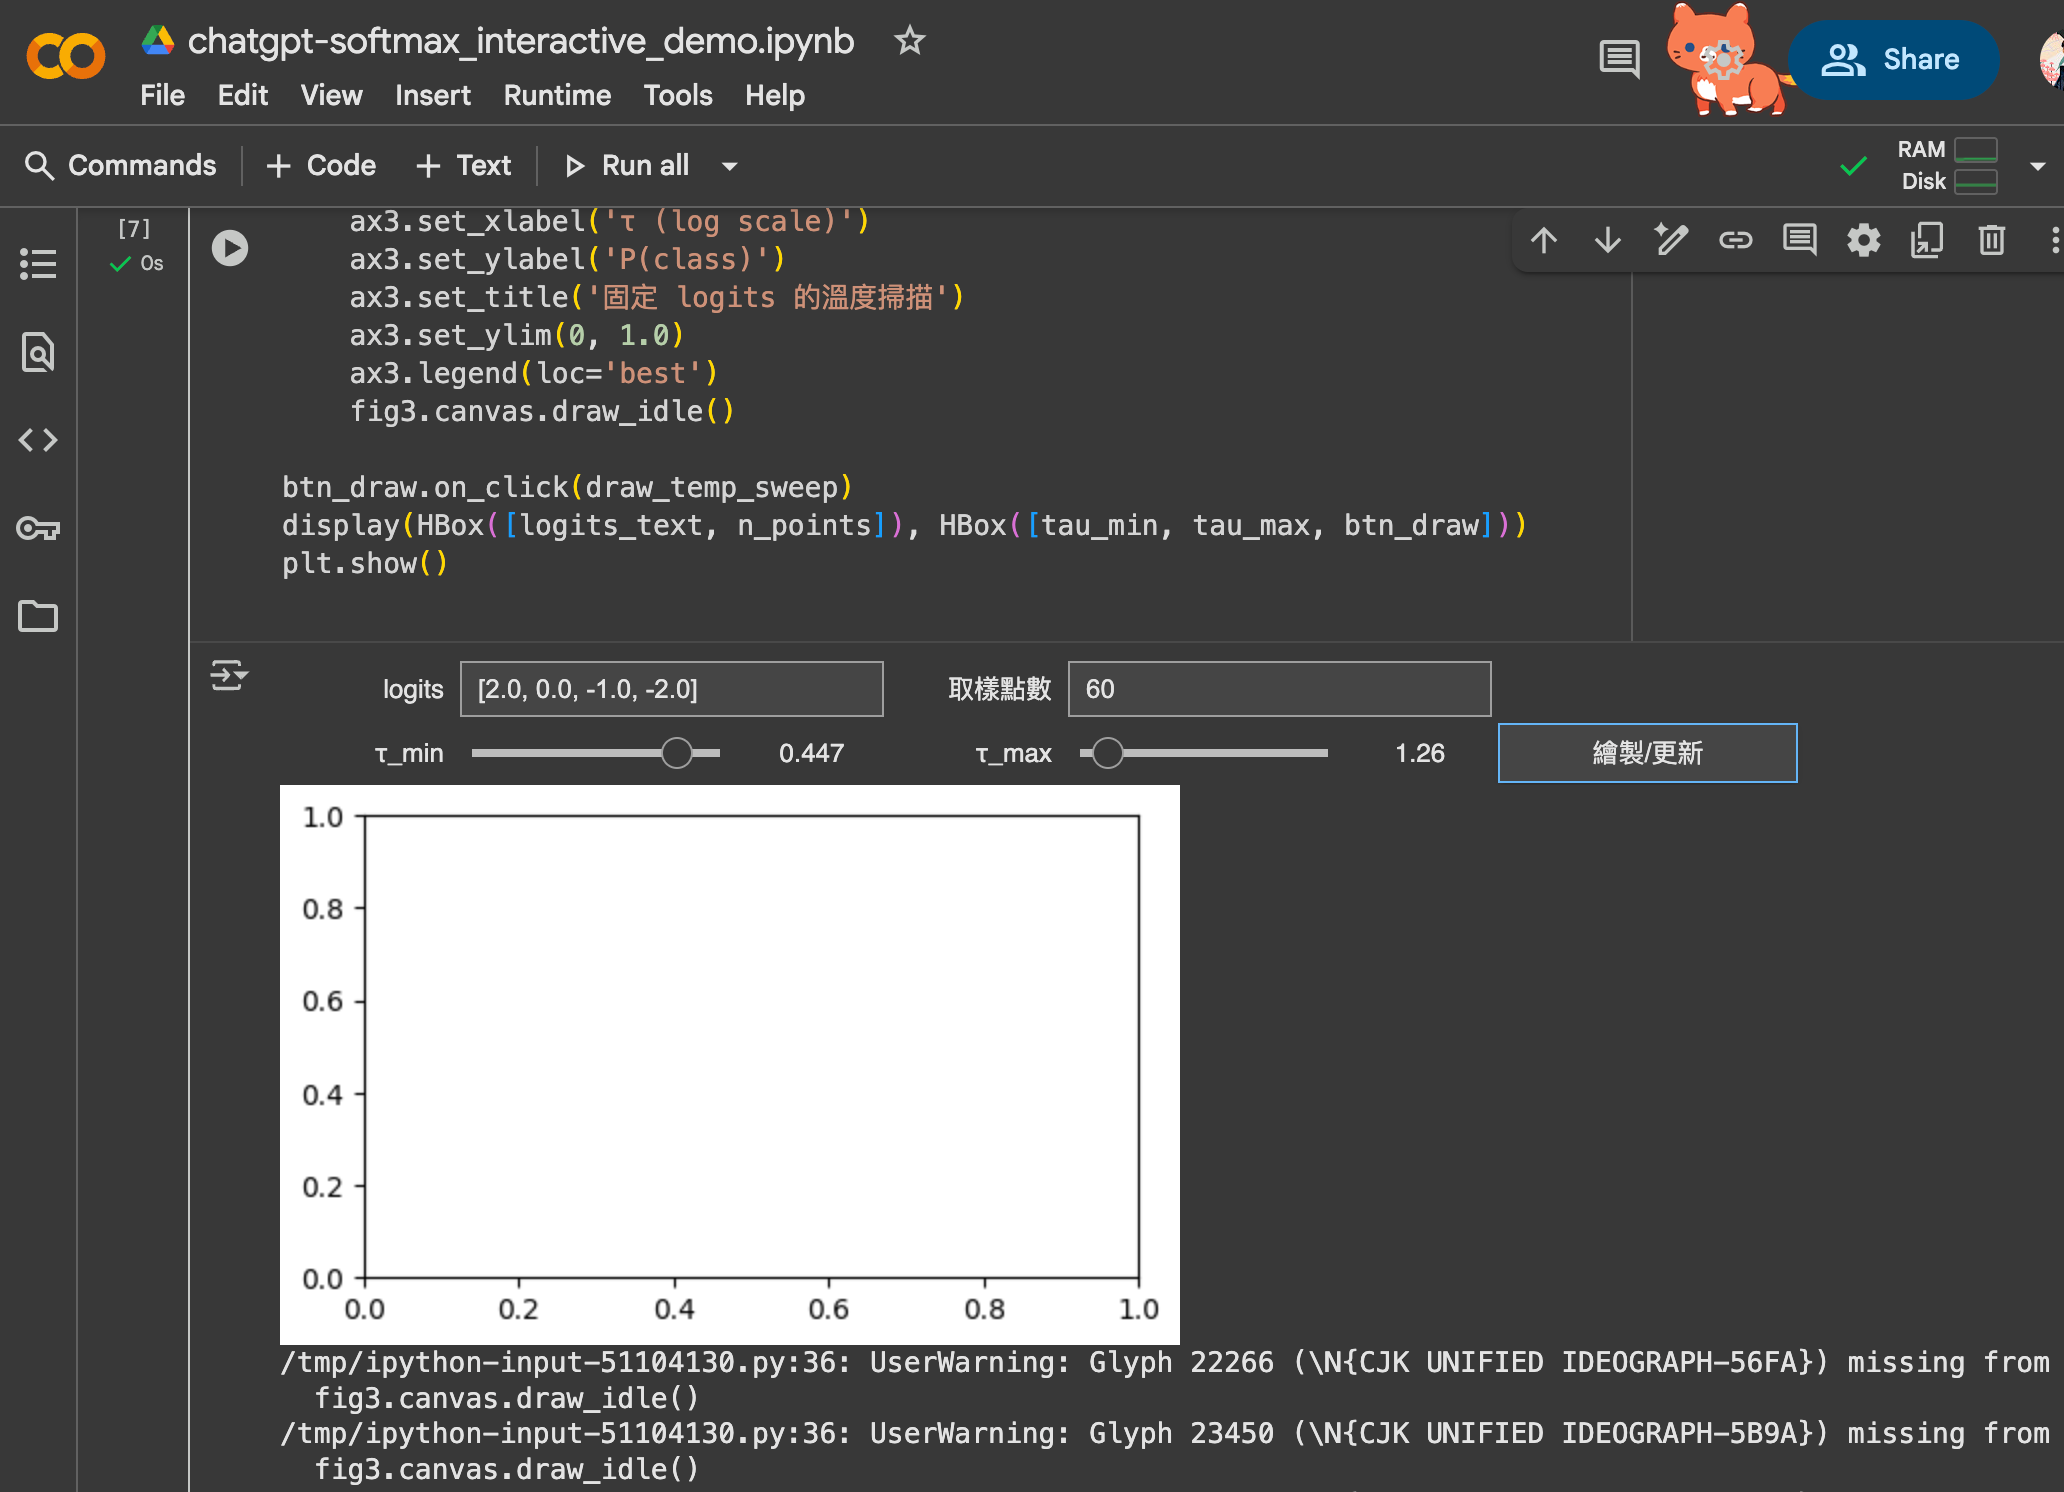 chatgpt-softmax_interactive_demo.ipynb
File Edit View Insert Runtime Tools Help
Share
Commands + Code + Text Run all
RAM
Disk
[7]
0s
ax3.set_xlabel('τ (log scale)')
ax3.set_ylabel('P(class)')
ax3.set_title('固定 logits 的溫度掃描')
ax3.set_ylim(0, 1.0)
ax3.legend(loc='best')
fig3.canvas.draw_idle()
btn_draw.on_click(draw_temp_sweep)
display(HBox([logits_text, n_points]), HBox([tau_min, tau_max, btn_draw]))
plt.show()
logits [2.0, 0.0, -1.0, -2.0] 取樣點數 60
τ_min 0.447 τ_max 1.26 繪製/更新
1.0
0.8
0.6
0.4
0.2
0.0
0.0 0.2 0.4 0.6 0.8 1.0
/tmp/ipython-input-51104130.py:36: UserWarning: Glyph 22266 (\N{CJK UNIFIED IDEOGRAPH-56FA}) missing from
fig3.canvas.draw_idle()
/tmp/ipython-input-51104130.py:36: UserWarning: Glyph 23450 (\N{CJK UNIFIED IDEOGRAPH-5B9A}) missing from
fig3.canvas.draw_idle()